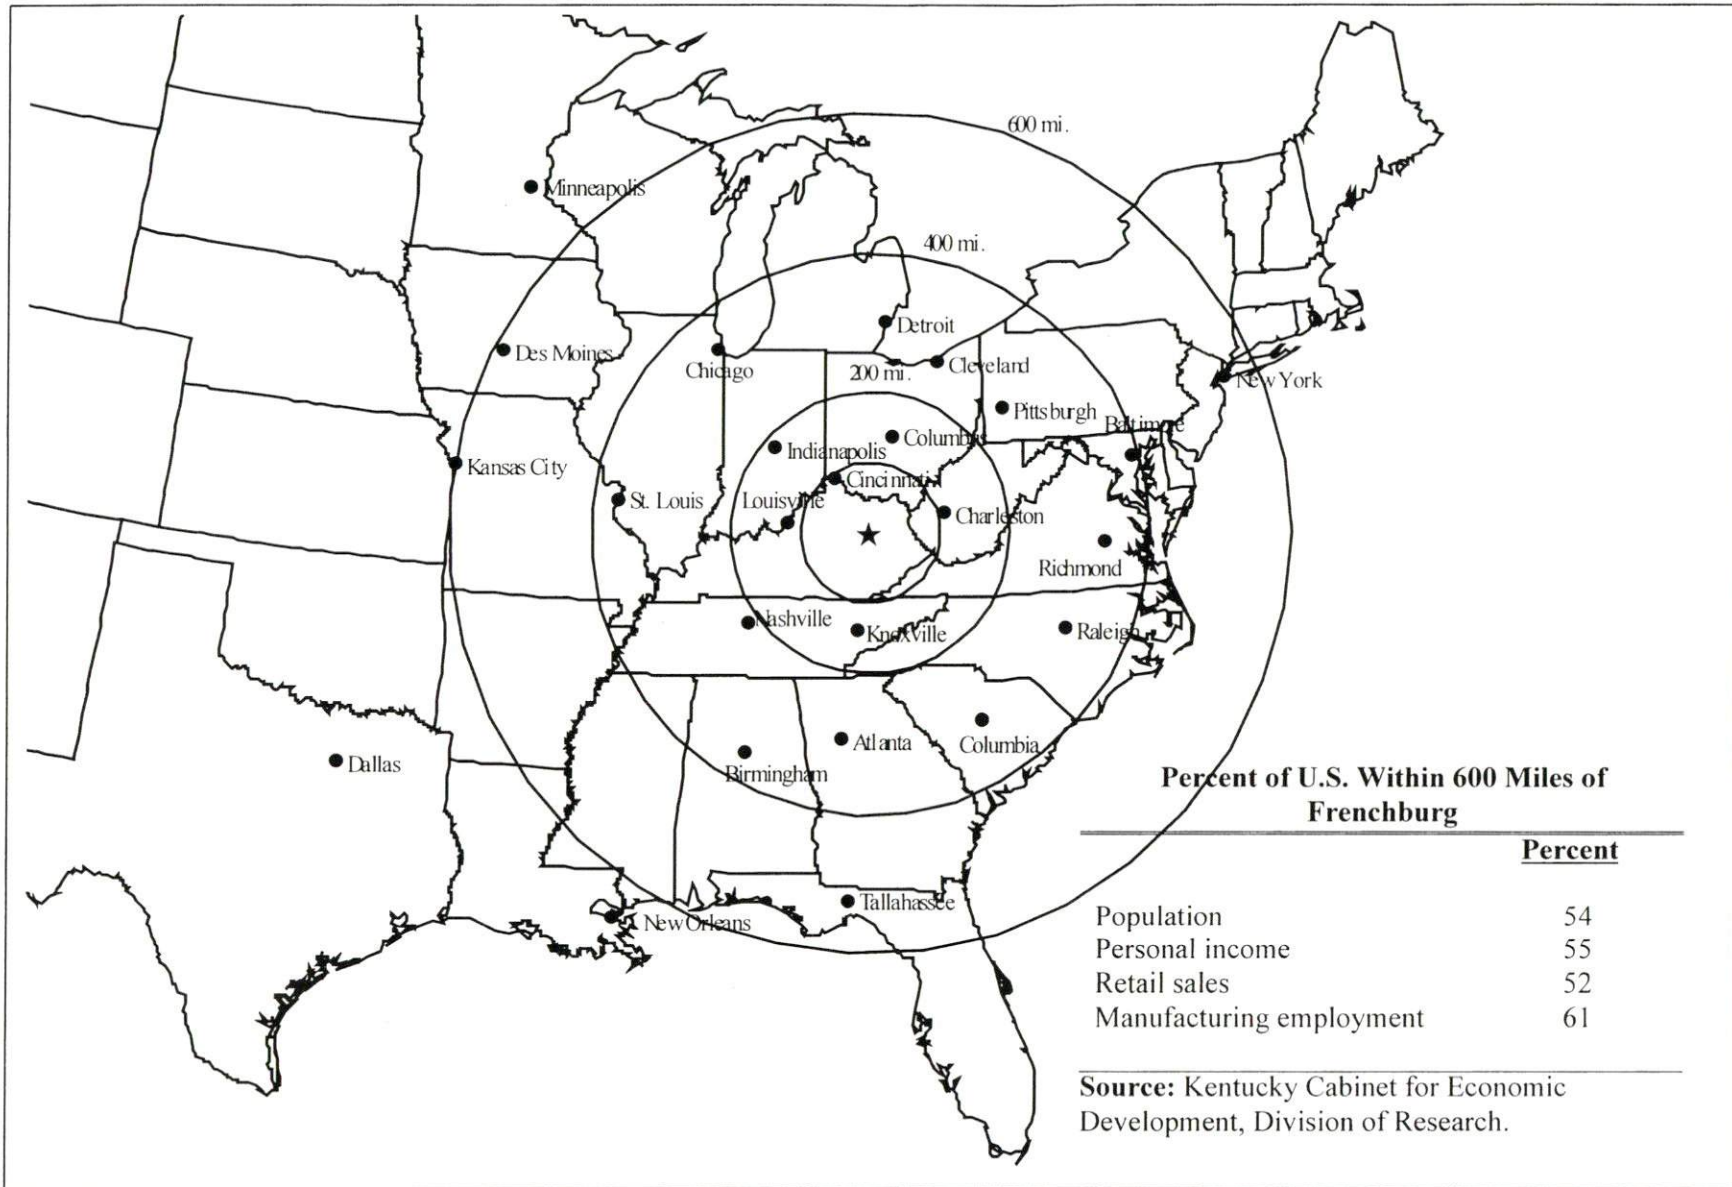 600 mi.
Minneapolis
400 mi.
Detroit
Des Moines
Chicago
200 mi.
Cleveland
New York
Pittsburgh
Baltimore
Columbus
Indianapolis
Kansas City
Cincinnati
St. Louis
Louisville
Charleston
Richmond
Nashville
Knoxville
Raleigh
Atlanta
Columbia
Dallas
Birmingham
Tallahassee
New Orleans
Percent of U.S. Within 600 Miles of
Frenchburg
Percent
Population 54
Personal income 55
Retail sales 52
Manufacturing employment 61
Source: Kentucky Cabinet for Economic
Development, Division of Research.